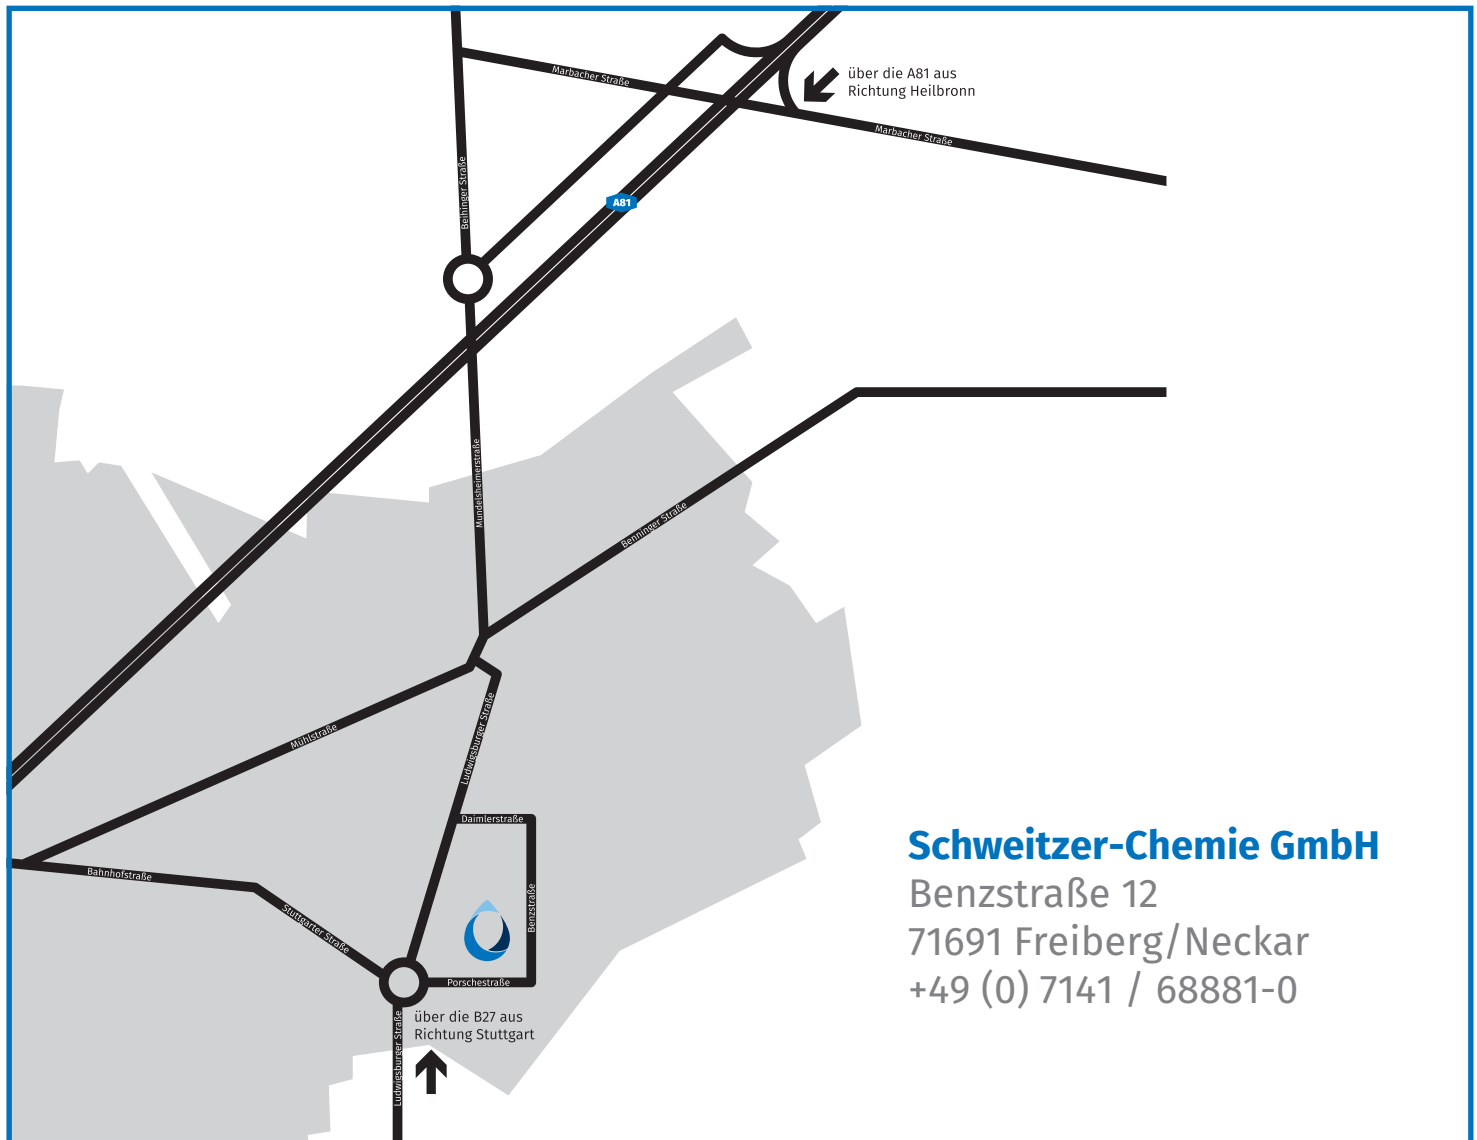 Marbacher Straße
über die A81 aus
Richtung Heilbronn
Marbacher Straße
Beihinger Straße
A81
Mundelsheimerstraße
Benninger Straße
Mühlstraße
Ludwigsburger Straße
Daimlerstraße
Schweitzer-Chemie GmbH
Benzstraße 12
71691 Freiberg/Neckar
+49 (0) 7141 / 68881-0
Bahnhofstraße
Stuttgarter Straße
Benzstraße
Porschestraße
über die B27 aus
Richtung Stuttgart
Ludwigsburger Straße